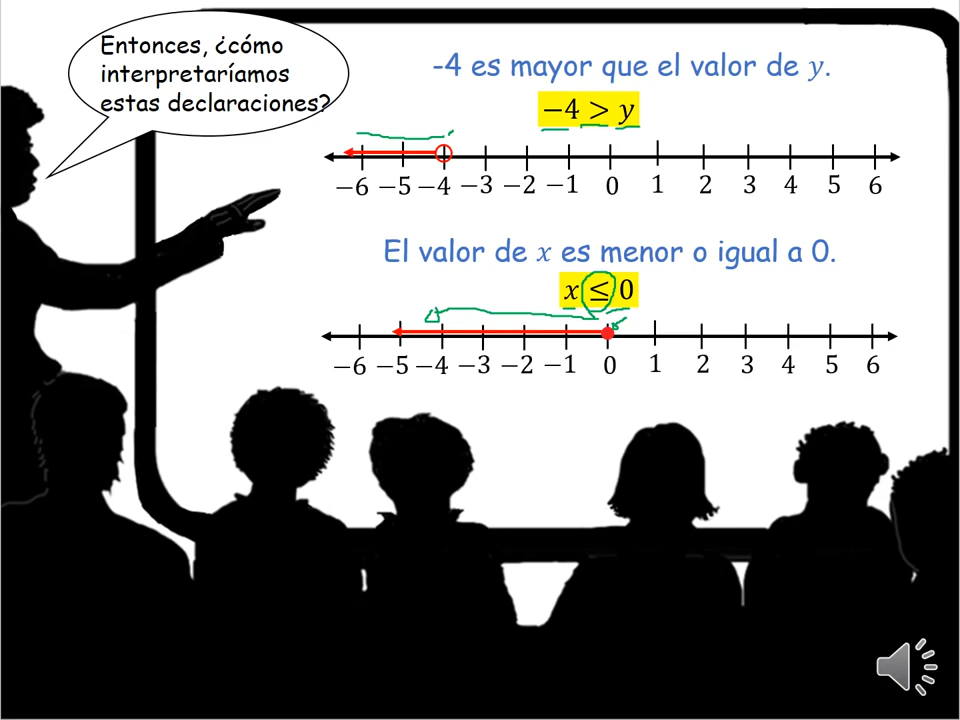 Entonces, ¿cómo
interpretaríamos
estas declaraciones?
-4 es mayor que el valor de y.
−4 > y
−6 −5 −4 −3 −2 −1 0 1 2 3 4 5 6
El valor de x es menor o igual a 0.
x ≤ 0
−6 −5 −4 −3 −2 −1 0 1 2 3 4 5 6